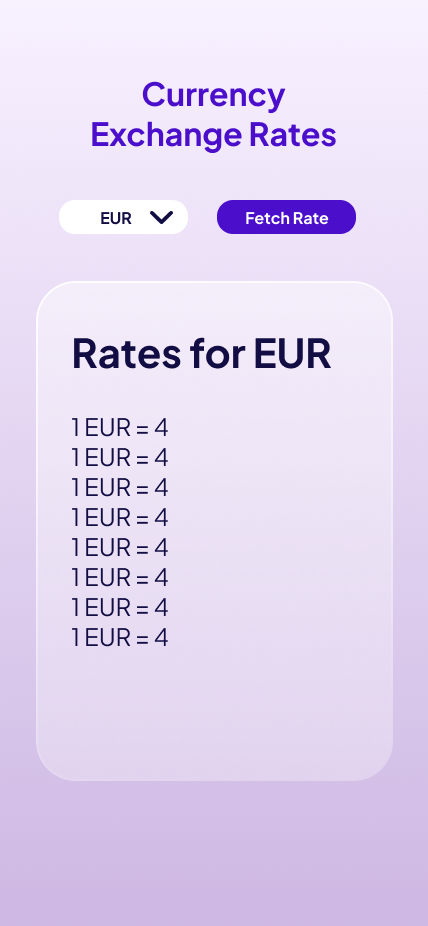 Currency
Exchange Rates
EUR
Fetch Rate
Rates for EUR
1 EUR = 4
1 EUR = 4
1 EUR = 4
1 EUR = 4
1 EUR = 4
1 EUR = 4
1 EUR = 4
1 EUR = 4